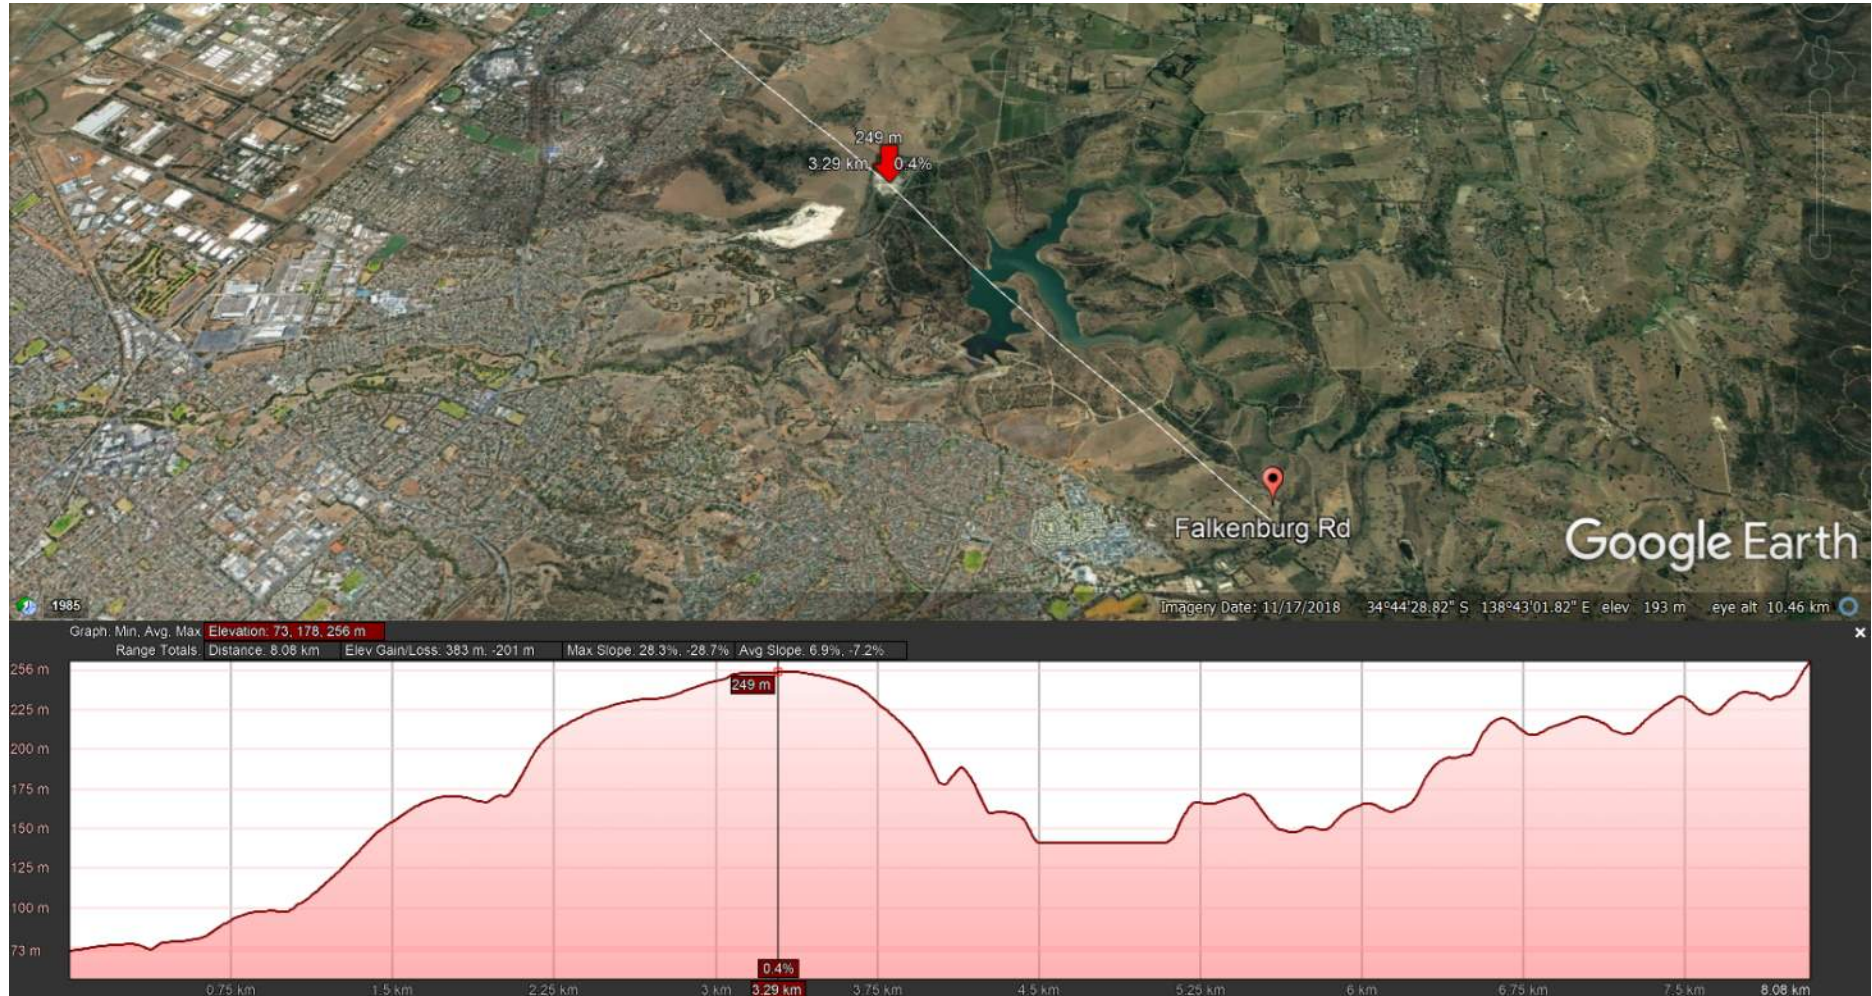 249 m
3.29 km 0.4%
Falkenburg Rd
Google Earth
1985
Imagery Date: 11/17/2018 34°44'28.82" S 138°43'01.82" E elev 193 m eye alt 10.46 km
Graph: Min, Avg, Max Elevation: 73, 178, 256 m
Range Totals: Distance: 8.08 km Elev Gain/Loss: 383 m, -201 m Max Slope: 28.3%, -28.7% Avg Slope: 6.9%, -7.2%
256 m
249 m
225 m
200 m
175 m
150 m
125 m
100 m
73 m
0.4%
0.75 km 1.5 km 2.25 km 3 km 3.29 km 3.75 km 4.5 km 5.25 km 6 km 6.75 km 7.5 km 8.08 km